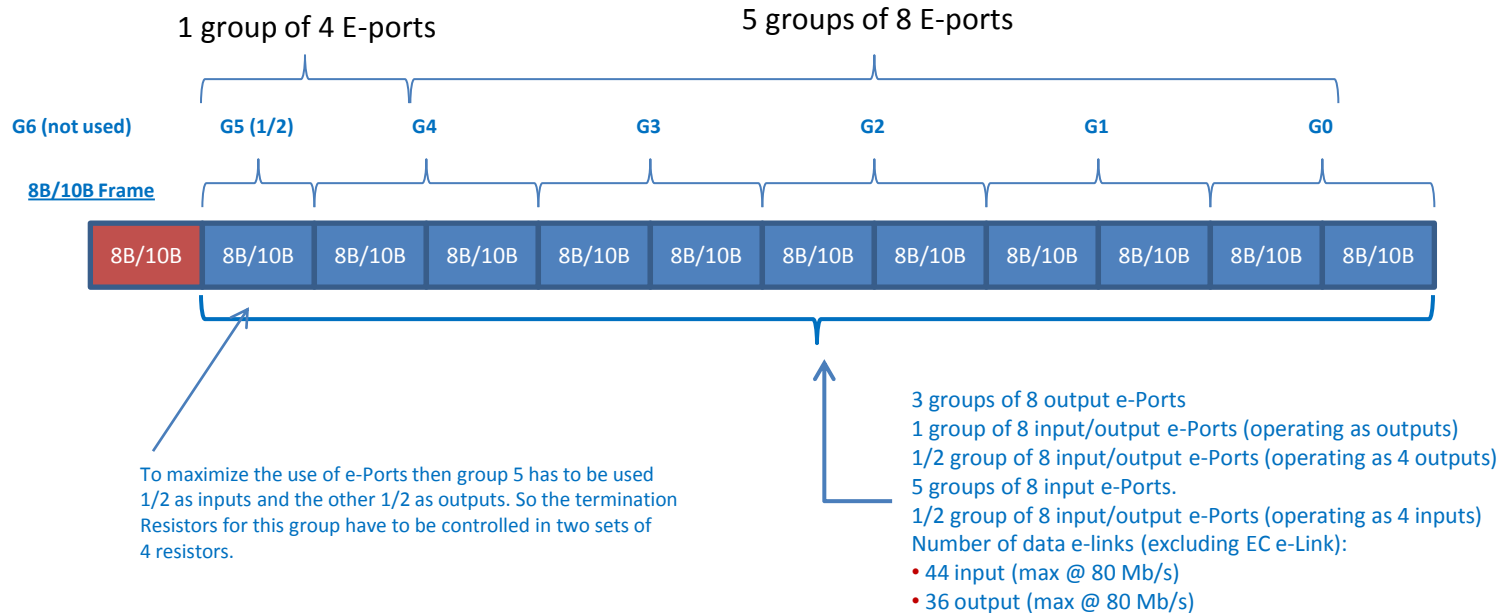 1 group of 4 E-ports
5 groups of 8 E-ports
G6 (not used)
G5 (1/2)
G4
G3
G2
G1
G0
8B/10B Frame
8B/10B
8B/10B
8B/10B
8B/10B
8B/10B
8B/10B
8B/10B
8B/10B
8B/10B
8B/10B
8B/10B
8B/10B
To maximize the use of e-Ports then group 5 has to be used
1/2 as inputs and the other 1/2 as outputs. So the termination
Resistors for this group have to be controlled in two sets of
4 resistors.
3 groups of 8 output e-Ports
1 group of 8 input/output e-Ports (operating as outputs)
1/2 group of 8 input/output e-Ports (operating as 4 outputs)
5 groups of 8 input e-Ports.
1/2 group of 8 input/output e-Ports (operating as 4 inputs)
Number of data e-links (excluding EC e-Link):
• 44 input (max @ 80 Mb/s)
• 36 output (max @ 80 Mb/s)